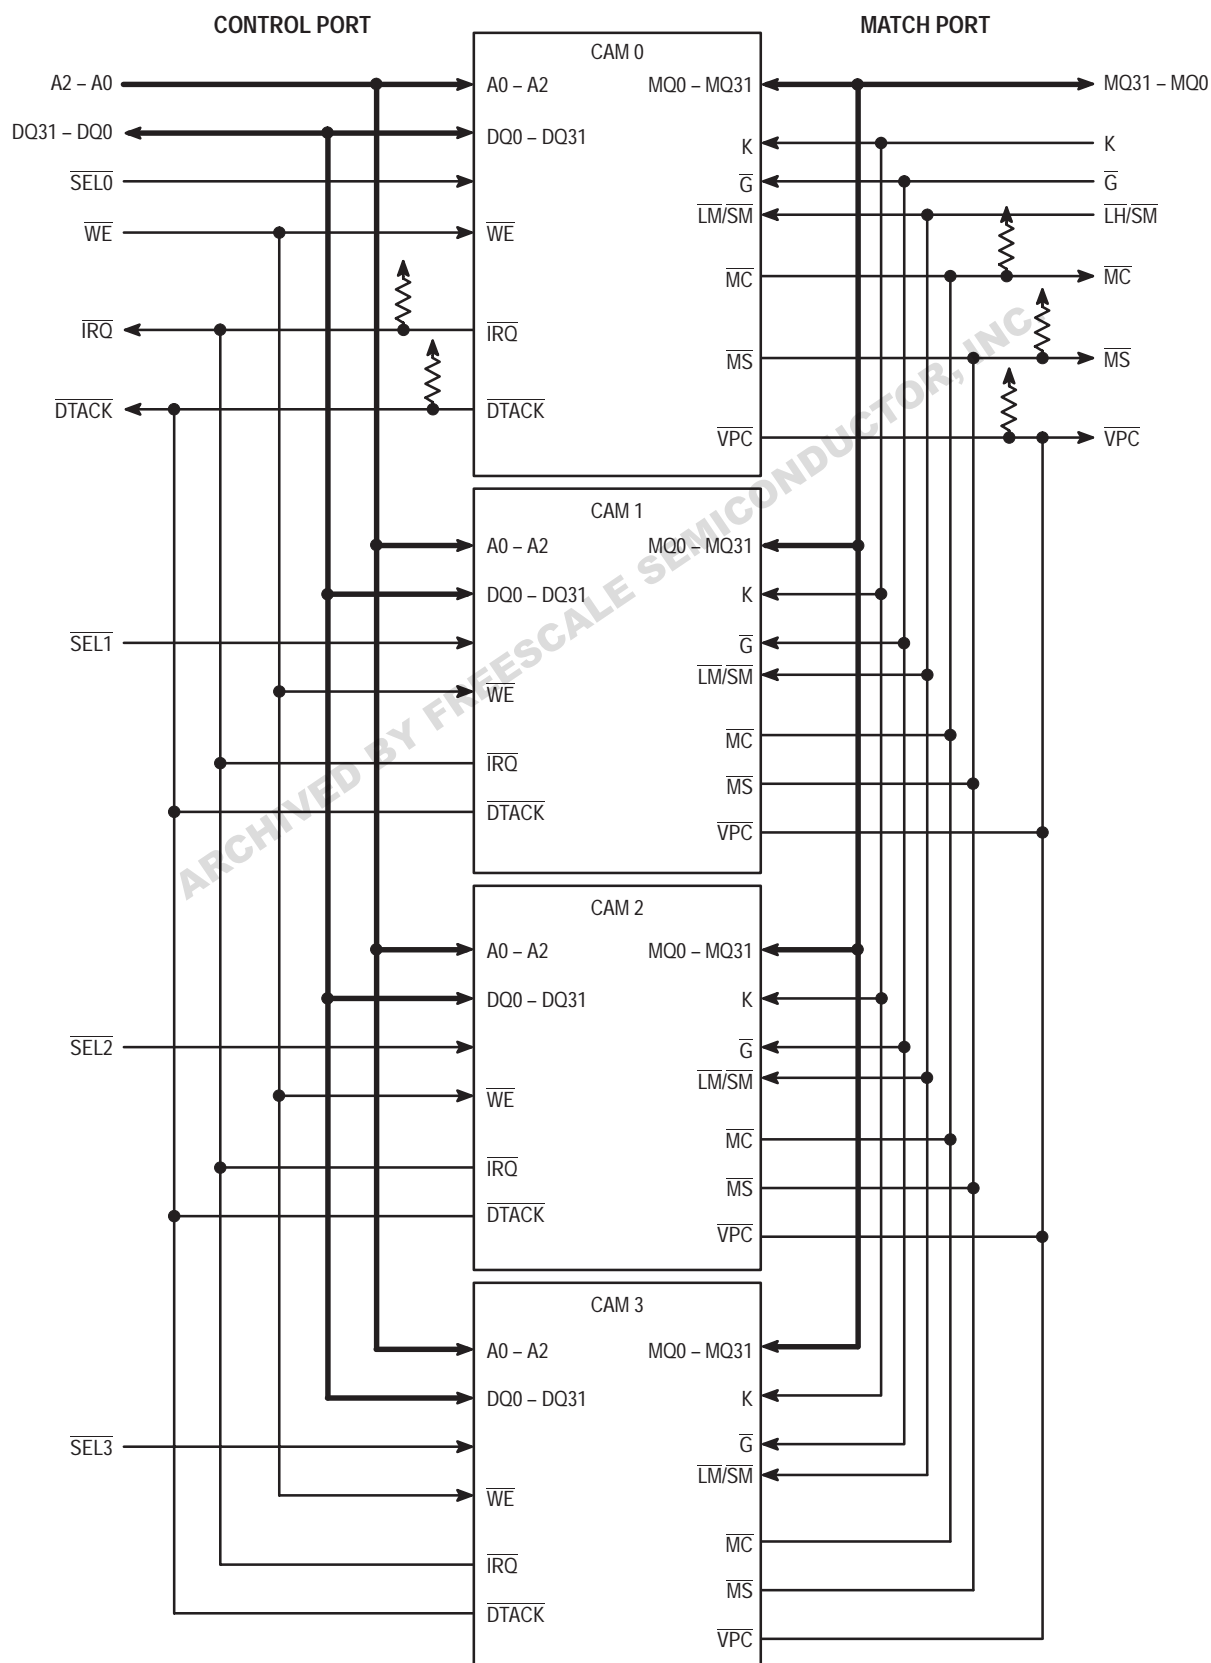 CONTROL PORT
MATCH PORT
CAM 0
A2 – A0
A0 – A2
MQ0 – MQ31
MQ31 – MQ0
DQ31 – DQ0
DQ0 – DQ31
K
K
SEL0
G
G
LM/SM
LH/SM
WE
WE
MC
MC
IRQ
IRQ
MS
MS
DTACK
DTACK
VPC
VPC
CAM 1
A0 – A2
MQ0 – MQ31
DQ0 – DQ31
K
SEL1
G
LM/SM
WE
MC
IRQ
MS
DTACK
VPC
CAM 2
A0 – A2
MQ0 – MQ31
DQ0 – DQ31
K
SEL2
G
LM/SM
WE
MC
IRQ
MS
DTACK
VPC
CAM 3
A0 – A2
MQ0 – MQ31
DQ0 – DQ31
K
SEL3
G
LM/SM
WE
MC
IRQ
MS
DTACK
VPC
ARCHIVED BY FREESCALE SEMICONDUCTOR, INC